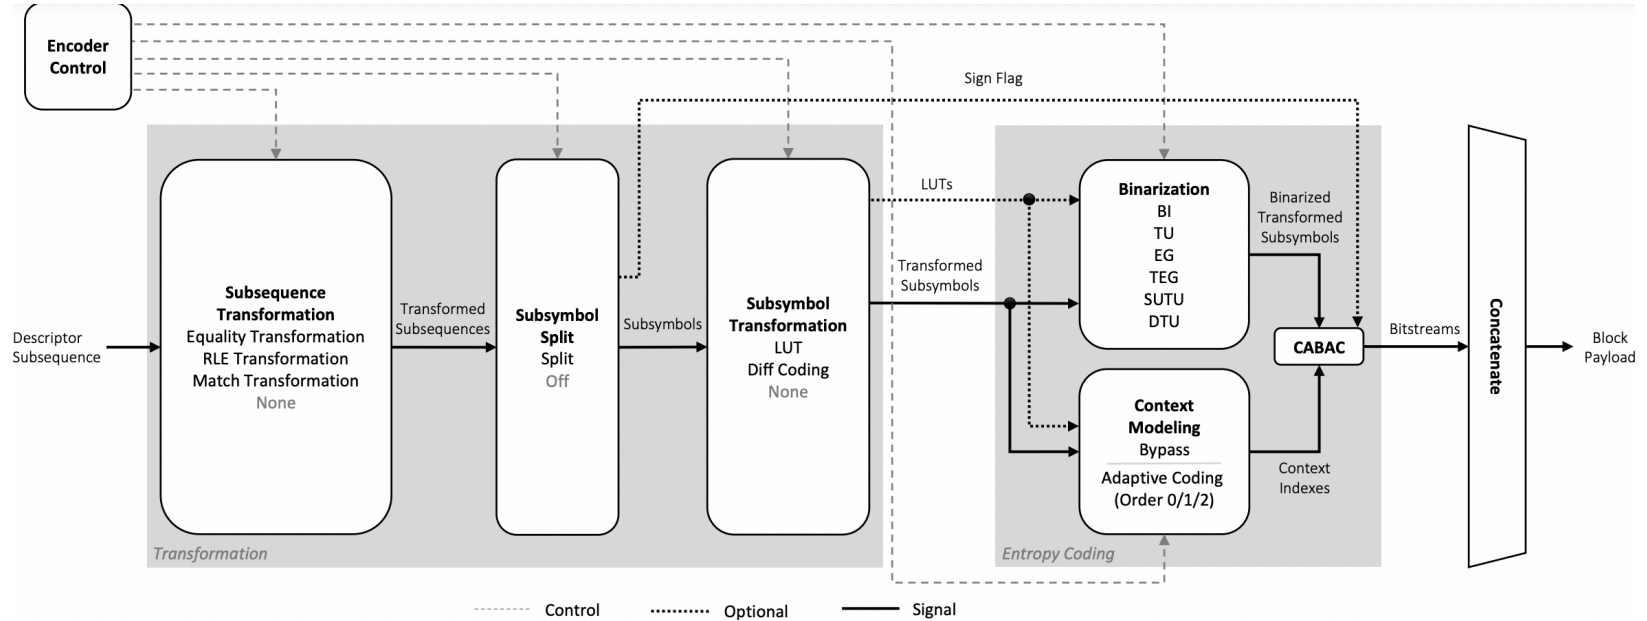 Encoder
Control
Sign Flag
Descriptor
Subsequence
Subsequence
Transformation
Equality Transformation
RLE Transformation
Match Transformation
None
Transformed
Subsequences
Subsymbol
Split
Split
Off
Subsymbols
Subsymbol
Transformation
LUT
Diff Coding
None
Transformation
LUTs
Transformed
Subsymbols
Binarization
BI
TU
EG
TEG
SUTU
DTU
Context
Modeling
Bypass
Adaptive Coding
(Order 0/1/2)
Entropy Coding
Binarized
Transformed
Subsymbols
CABAC
Context
Indexes
Bitstreams
Concatenate
Block
Payload
Control
Optional
Signal